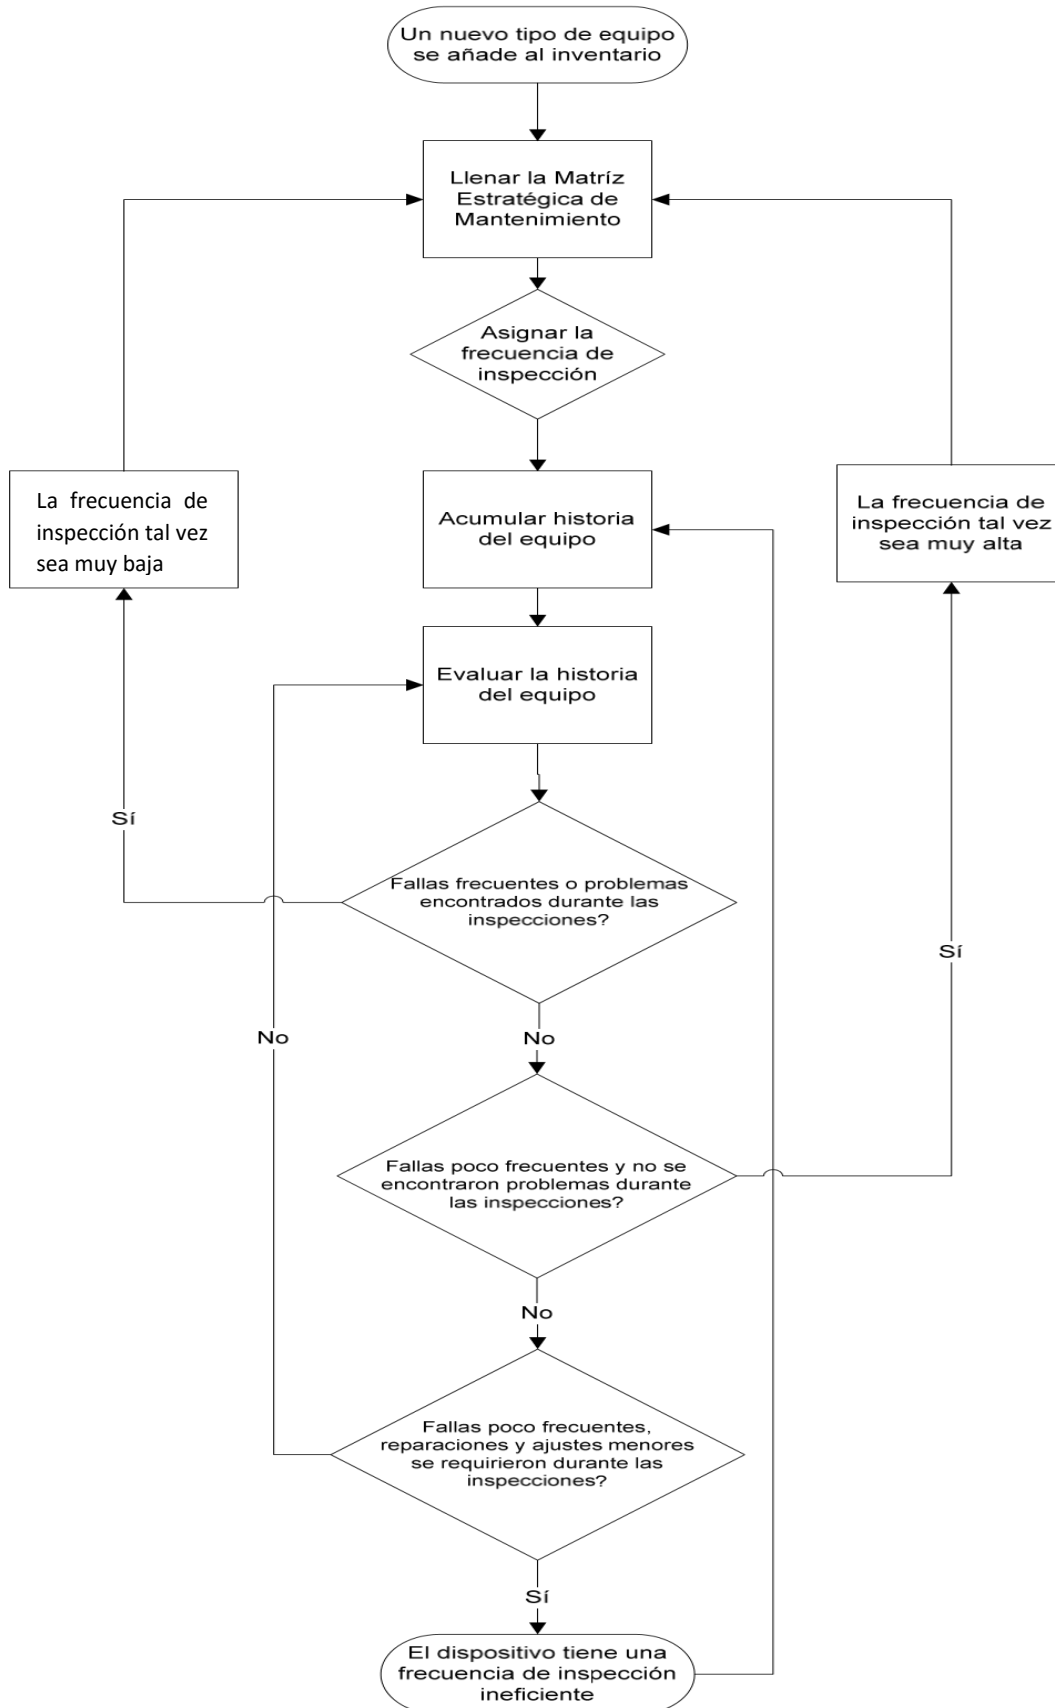 Un nuevo tipo de equipo
se añade al inventario
Llenar la Matríz
Estratégica de
Mantenimiento
Asignar la
frecuencia de
inspección
La frecuencia de
inspección tal vez
sea muy baja
Acumular historia
del equipo
La frecuencia de
inspección tal vez
sea muy alta
Evaluar la historia
del equipo
Sí
Fallas frecuentes o problemas
encontrados durante las
inspecciones?
Sí
No
No
Fallas poco frecuentes y no se
encontraron problemas durante
las inspecciones?
No
Fallas poco frecuentes,
reparaciones y ajustes menores
se requirieron durante las
inspecciones?
Sí
El dispositivo tiene una
frecuencia de inspección
ineficiente